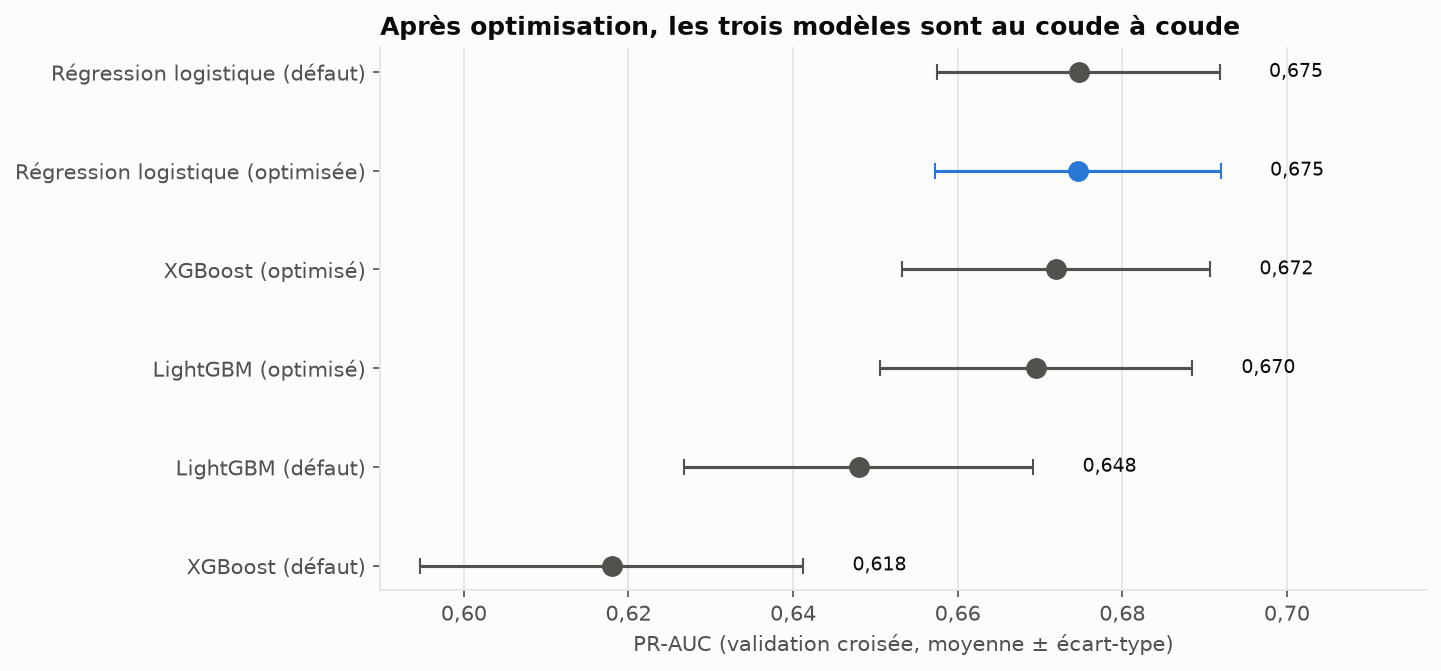 Après optimisation, les trois modèles sont au coude à coude
Régression logistique (défaut) 0,675
Régression logistique (optimisée) 0,675
XGBoost (optimisé) 0,672
LightGBM (optimisé) 0,670
LightGBM (défaut) 0,648
XGBoost (défaut) 0,618
0,60 0,62 0,64 0,66 0,68 0,70
PR-AUC (validation croisée, moyenne ± écart-type)